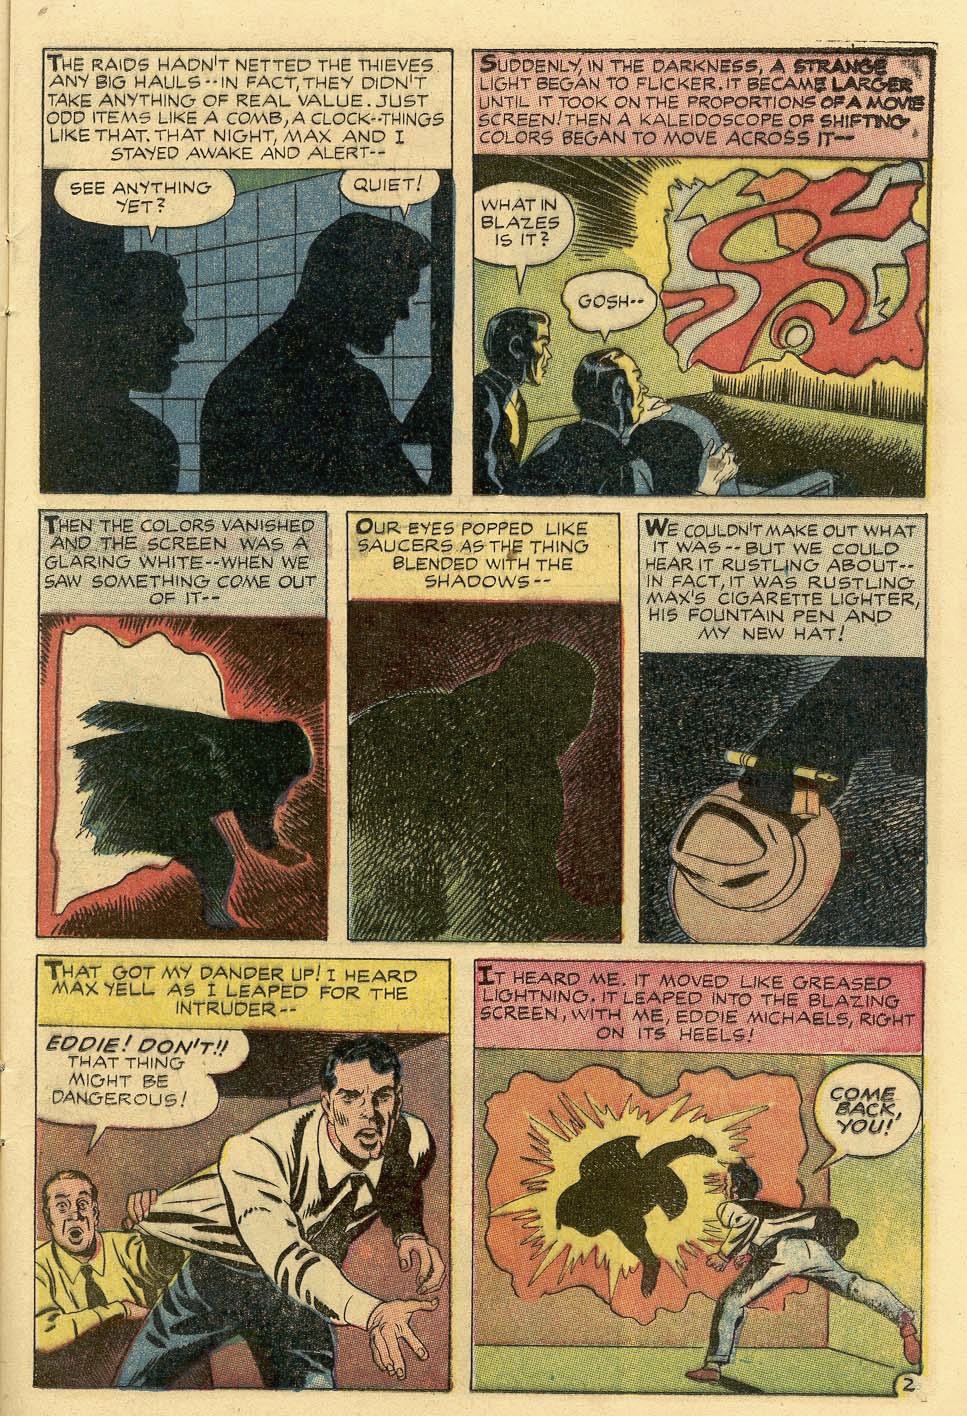 THE RAIDS HADN'T NETTED THE THIEVES
ANY BIG HAULS--IN FACT, THEY DIDN'T
TAKE ANYTHING OF REAL VALUE. JUST
ODD ITEMS LIKE A COMB, A CLOCK--THINGS
LIKE THAT. THAT NIGHT, MAX AND I
STAYED AWAKE AND ALERT--
SEE ANYTHING
YET?
QUIET!
SUDDENLY, IN THE DARKNESS, A STRANGE
LIGHT BEGAN TO FLICKER. IT BECAME LARGER
UNTIL IT TOOK ON THE PROPORTIONS OF A MOVIE
SCREEN! THEN A KALEIDOSCOPE OF SHIFTING
COLORS BEGAN TO MOVE ACROSS IT--
WHAT IN
BLAZES
IS IT?
GOSH--
THEN THE COLORS VANISHED
AND THE SCREEN WAS A
GLARING WHITE--WHEN WE
SAW SOMETHING COME OUT
OF IT--
OUR EYES POPPED LIKE
SAUCERS AS THE THING
BLENDED WITH THE
SHADOWS--
WE COULDN'T MAKE OUT WHAT
IT WAS--BUT WE COULD
HEAR IT RUSTLING ABOUT--
IN FACT, IT WAS RUSTLING
MAX'S CIGARETTE LIGHTER,
HIS FOUNTAIN PEN AND
MY NEW HAT!
THAT GOT MY DANDER UP! I HEARD
MAX YELL AS I LEAPED FOR THE
INTRUDER--
EDDIE! DON'T!!
THAT THING
MIGHT BE
DANGEROUS!
IT HEARD ME. IT MOVED LIKE GREASED
LIGHTNING. IT LEAPED INTO THE BLAZING
SCREEN, WITH ME, EDDIE MICHAELS, RIGHT
ON ITS HEELS!
COME
BACK,
YOU!
2